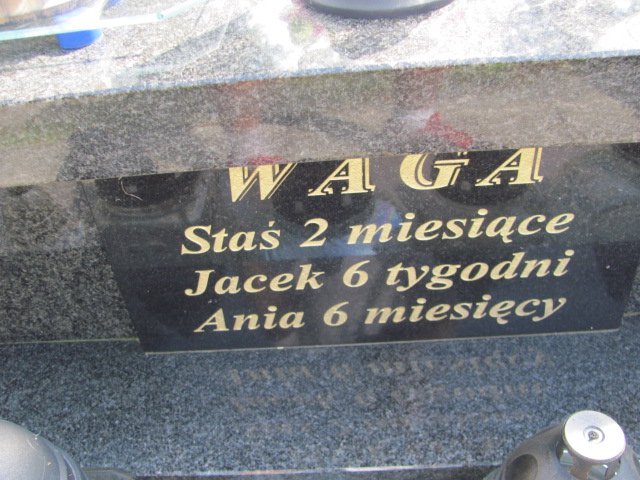 WAGA
Staś 2 miesiące
Jacek 6 tygodni
Ania 6 miesięcy